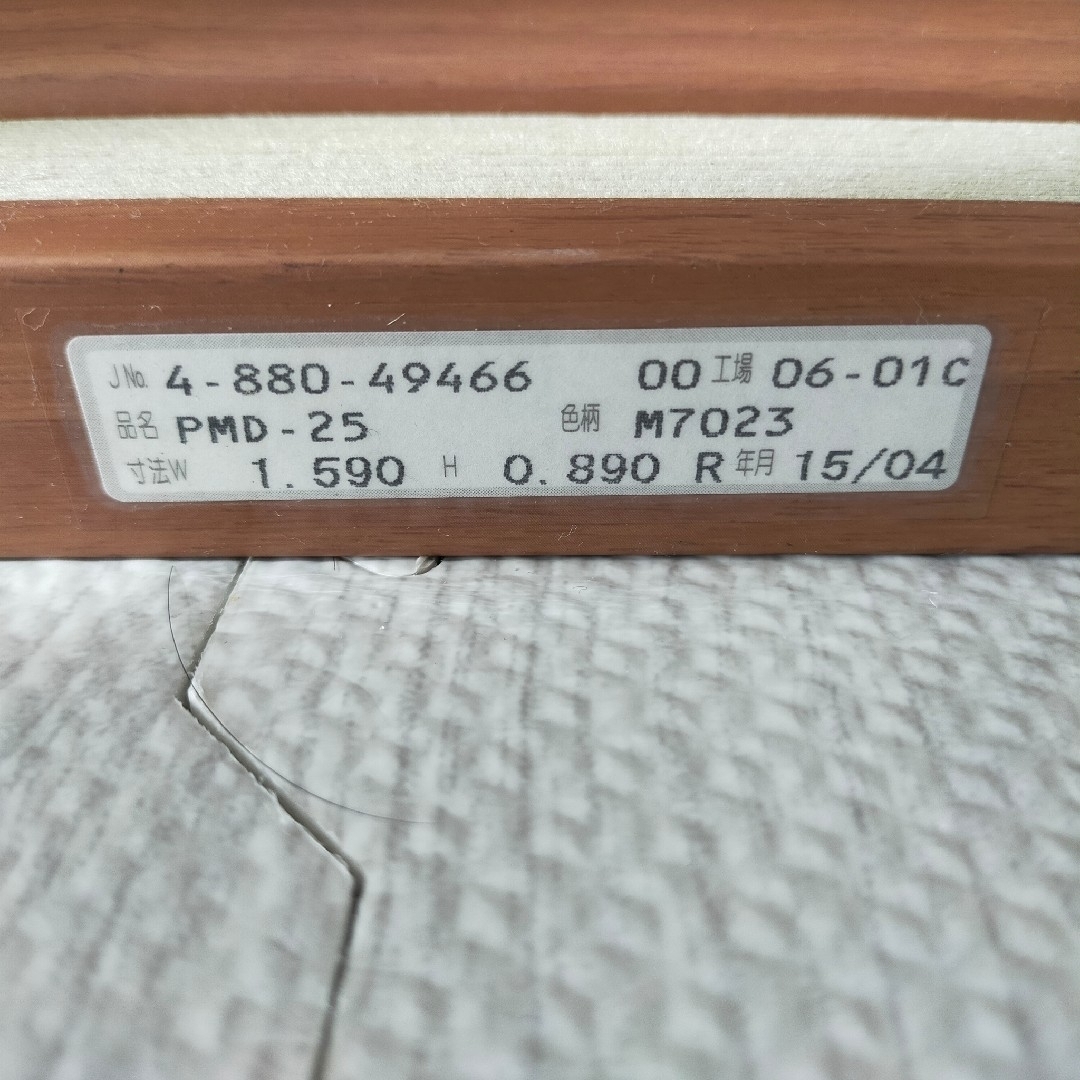 J No. 4-880-49466 00 工場 06-01C
品名 PMD-25 色柄 M7023
寸法W 1.590 H 0.890 R 年月 15/04